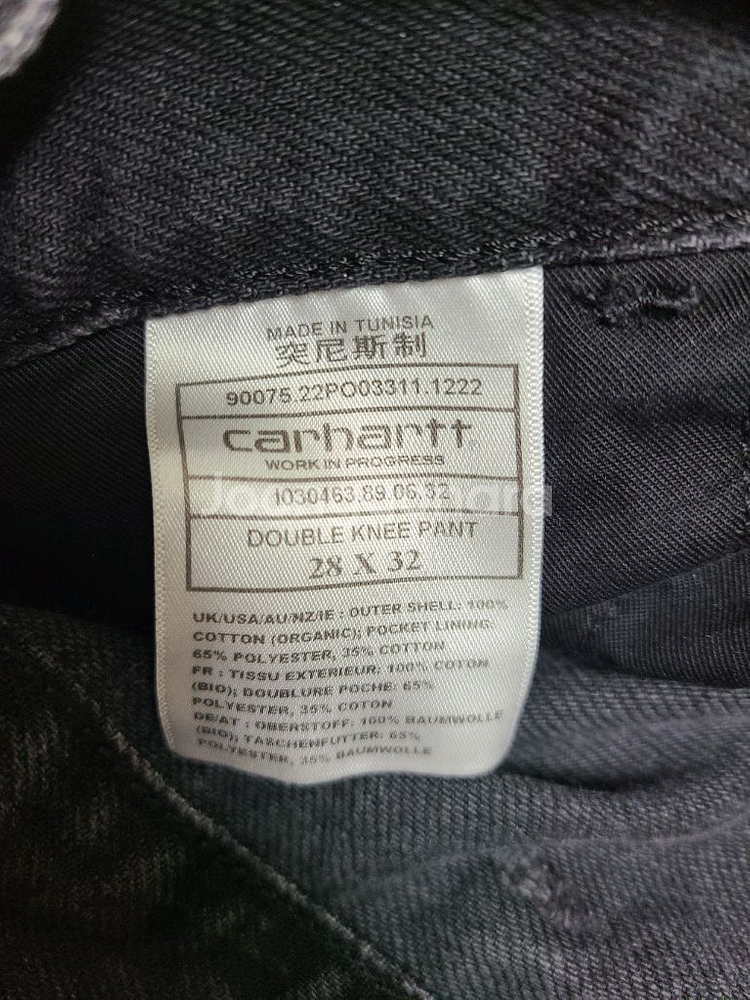 MADE IN TUNISIA
突尼斯制
90075.22PO03311.1222
carhartt
WORK IN PROGRESS
I030463.89.06.32
DOUBLE KNEE PANT
28 X 32
UK/USA/AU/NZ/IE : OUTER SHELL: 100%
COTTON (ORGANIC); POCKET LINING:
65% POLYESTER, 35% COTTON
FR : TISSU EXTERIEUR: 100% COTON
(BIO); DOUBLURE POCHE: 65%
POLYESTER, 35% COTON
DE/AT : OBERSTOFF: 100% BAUMWOLLE
(BIO); TASCHENFUTTER: 65%
POLYESTER, 35% BAUMWOLLE